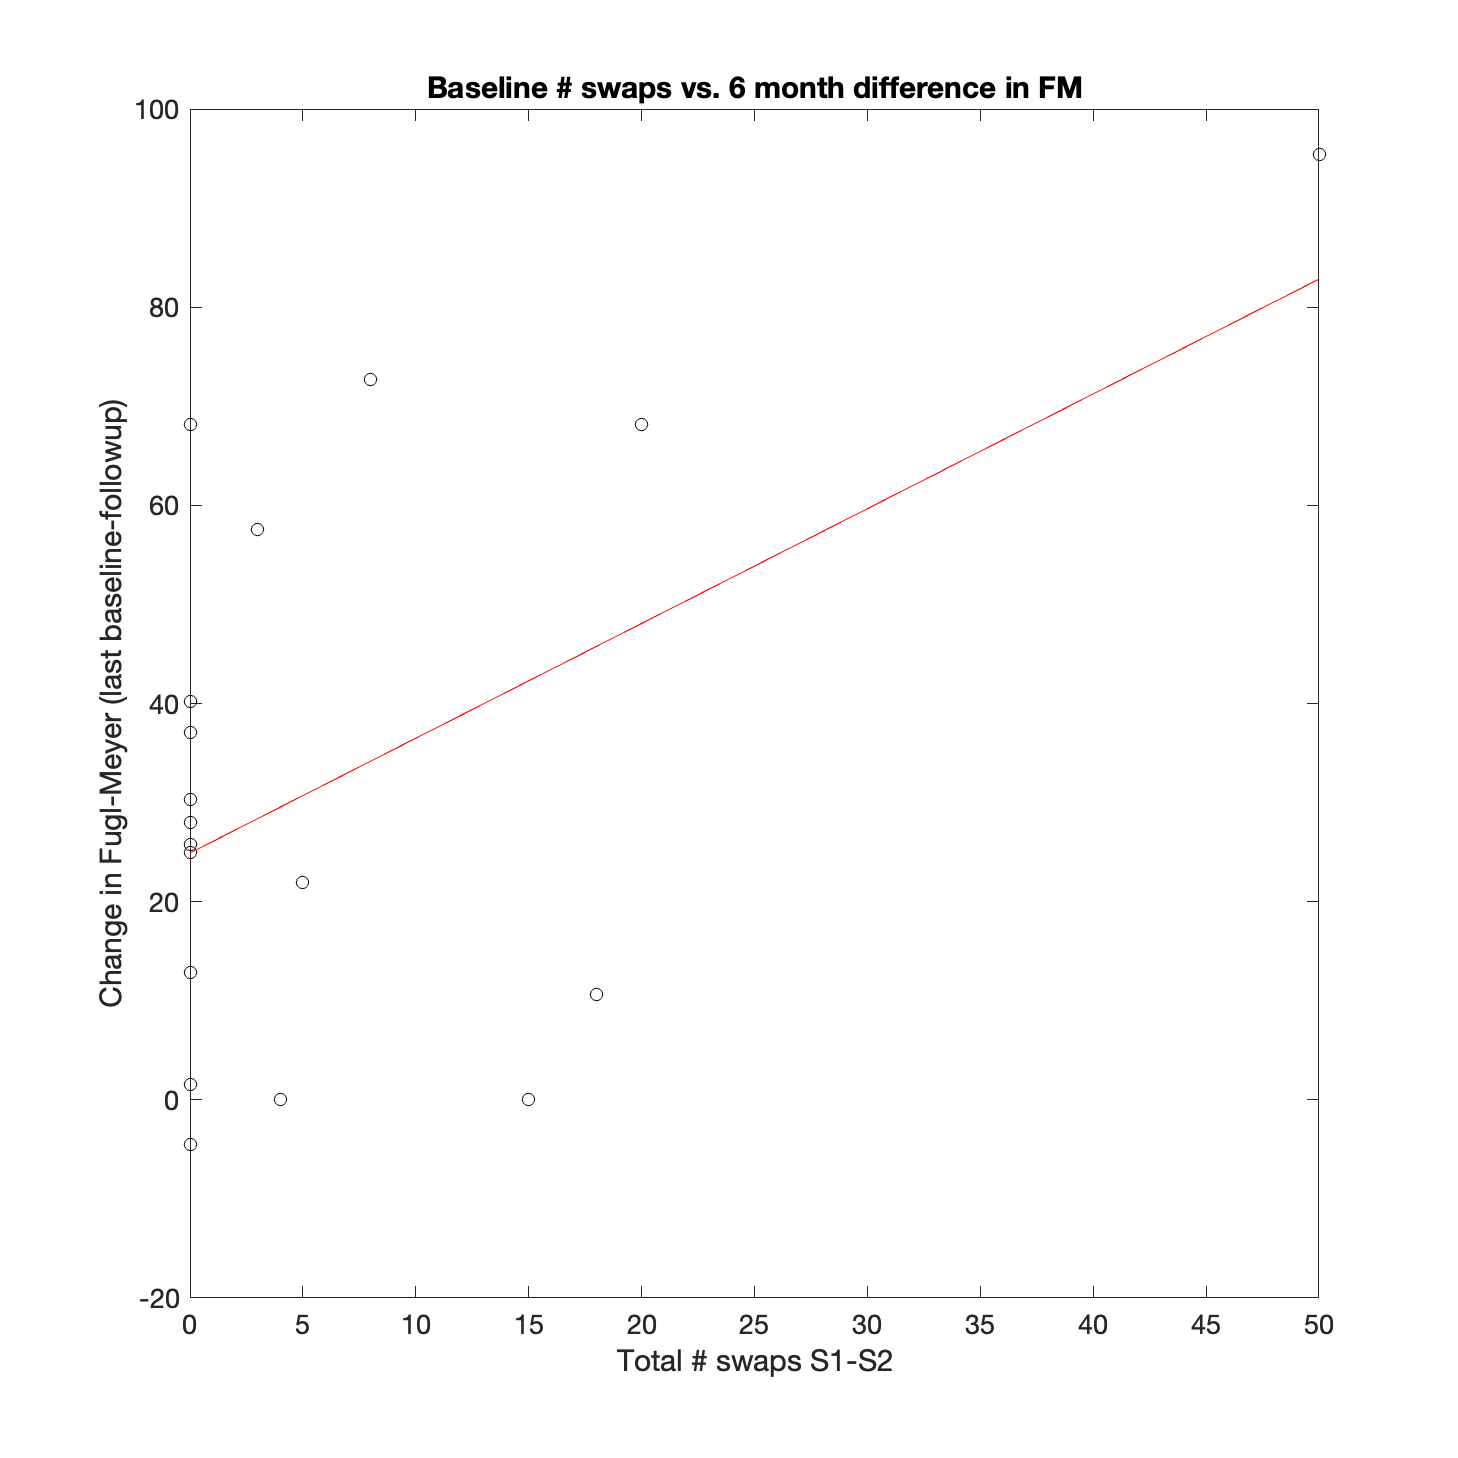 Baseline # swaps vs. 6 month difference in FM
100
80
60
40
20
0
-20
Change in Fugl-Meyer (last baseline-followup)
0 5 10 15 20 25 30 35 40 45 50
Total # swaps S1-S2